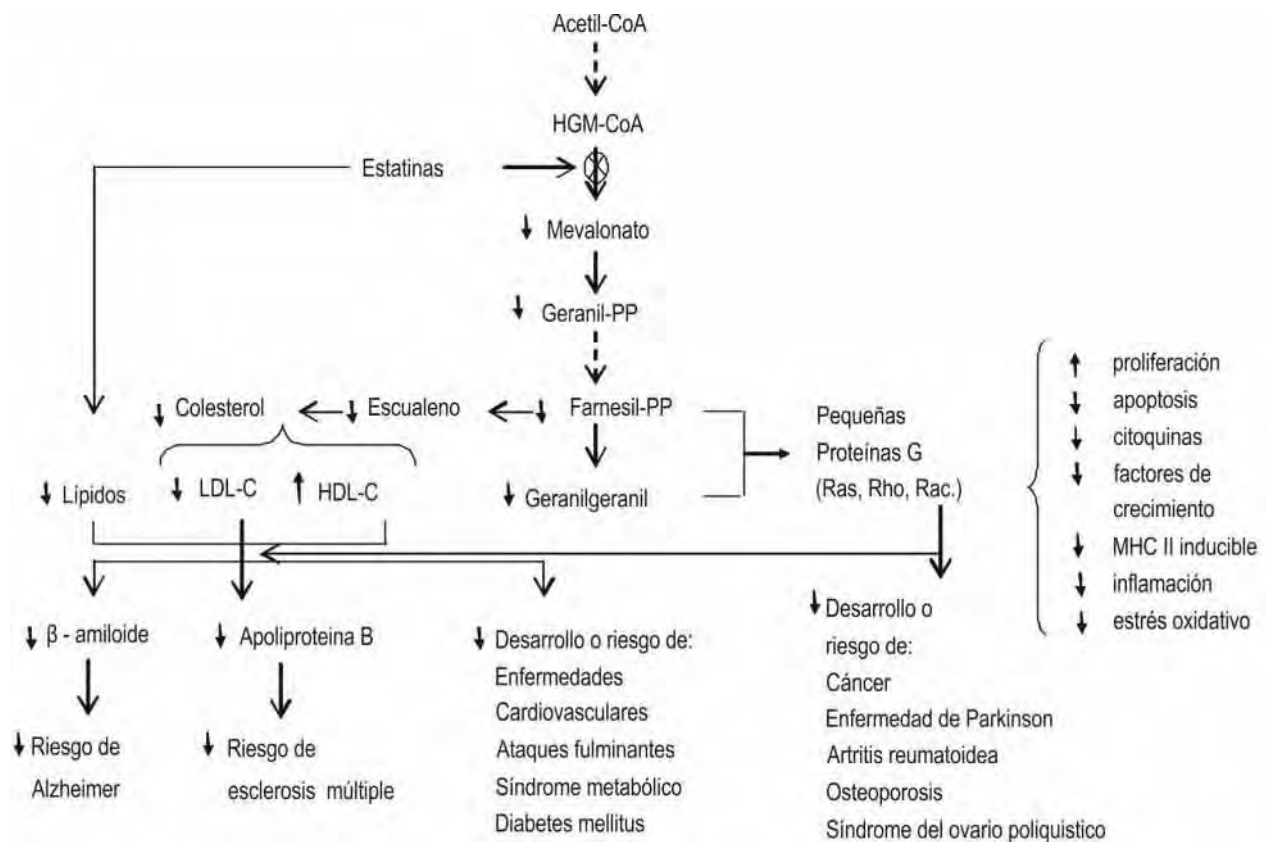 Acetil-CoA
HGM-CoA
Estatinas
Mevalonato
Geranil-PP
Colesterol
Escualeno
Farnesil-PP
Lípidos
LDL-C
HDL-C
Geranilgeranil
Pequeñas
Proteínas G
(Ras, Rho, Rac.)
proliferación
apoptosis
citoquinas
factores de
crecimiento
MHC II inducible
inflamación
estrés oxidativo
β - amiloide
Riesgo de
Alzheimer
Apoliproteina B
Riesgo de
esclerosis múltiple
Desarrollo o riesgo de:
Enfermedades
Cardiovasculares
Ataques fulminantes
Síndrome metabólico
Diabetes mellitus
Desarrollo o
riesgo de:
Cáncer
Enfermedad de Parkinson
Artritis reumatoidea
Osteoporosis
Síndrome del ovario poliquístico